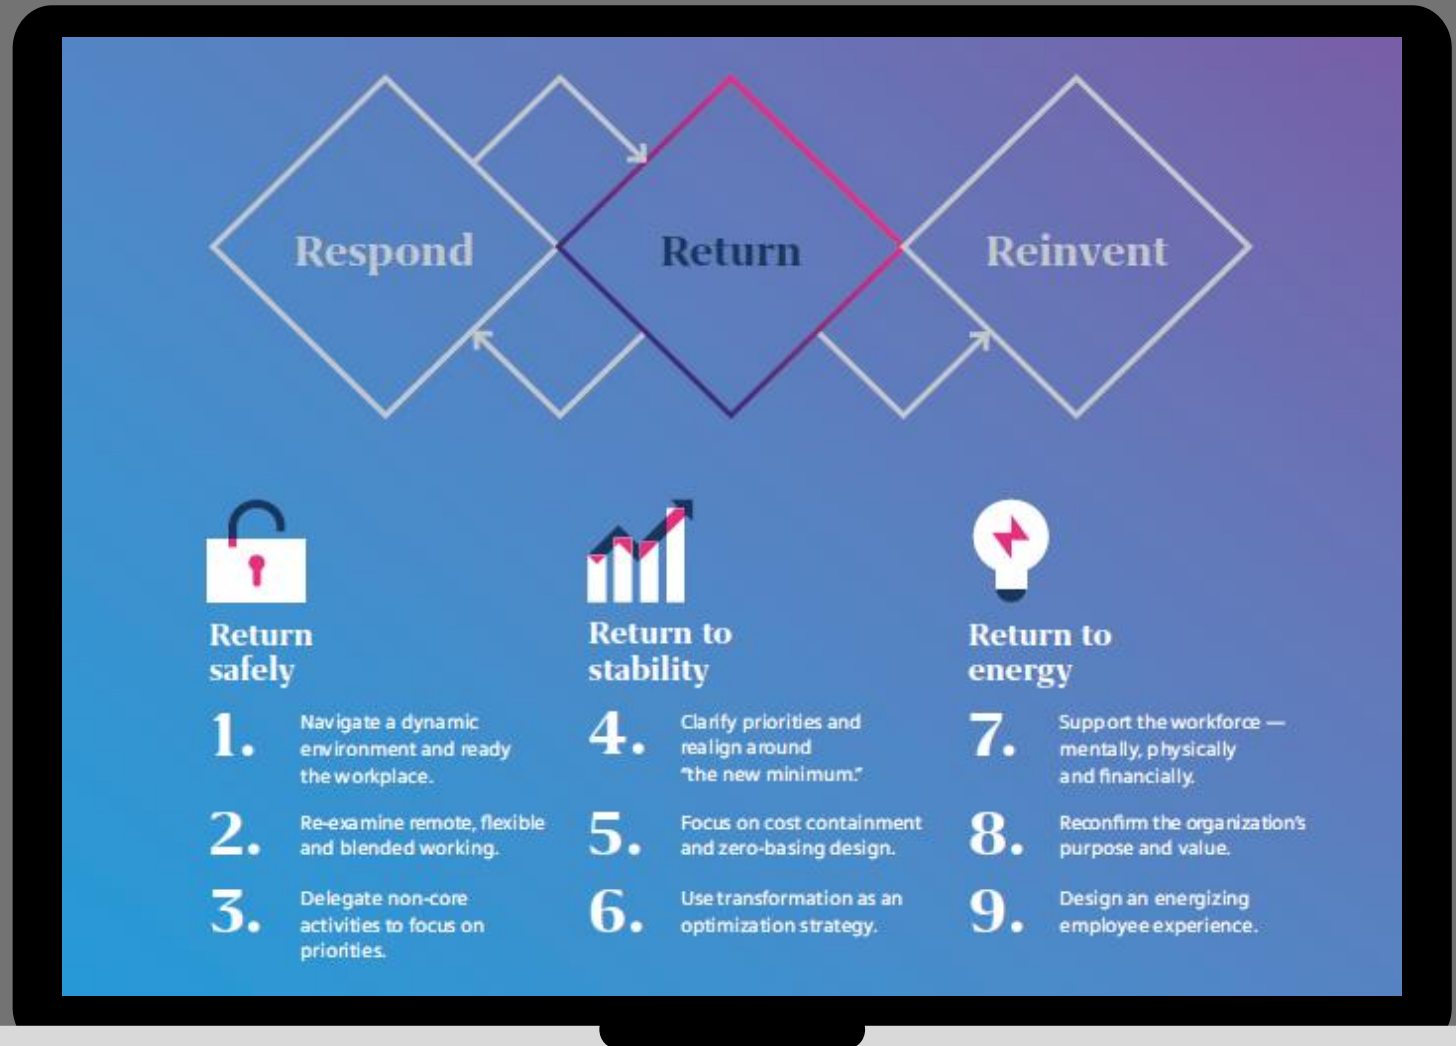 Respond
Return
Reinvent
Return
safely
1.
Navigate a dynamic
environment and ready
the workplace.
2.
Re-examine remote, flexible
and blended working.
3.
Delegate non-core
activities to focus on
priorities.
Return to
stability
4.
Clarify priorities and
realign around
"the new minimum."
5.
Focus on cost containment
and zero-basing design.
6.
Use transformation as an
optimization strategy.
Return to
energy
7.
Support the workforce —
mentally, physically
and financially.
8.
Reconfirm the organization's
purpose and value.
9.
Design an energizing
employee experience.